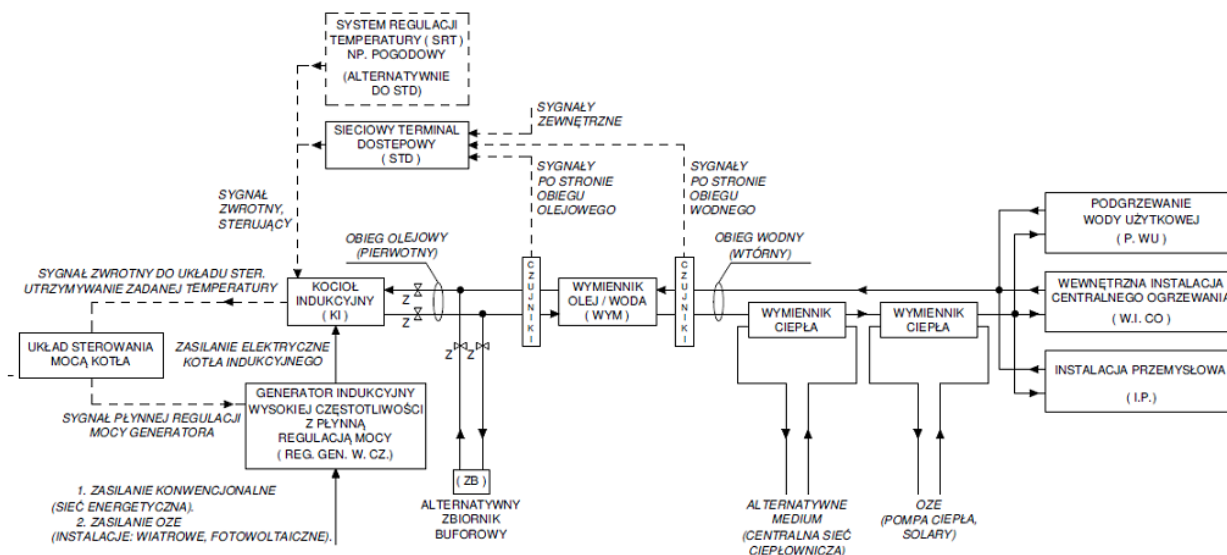 SYSTEM REGULACJI
TEMPERATURY ( SRT )
NP. POGODOWY
(ALTERNATYWNIE
DO STD)
SYGNAŁY
ZEWNĘTRZNE
SIECIOWY TERMINAL
DOSTEPOWY
( STD )
SYGNAŁY
PO STRONIE
OBIEGU
OLEJOWEGO
SYGNAŁY
PO STRONIE
OBIEGU
WODNEGO
SYGNAŁ
ZWROTNY,
STERUJĄCY
PODGRZEWANIE
WODY UŻYTKOWEJ
( P. WU )
OBIEG OLEJOWY
(PIERWOTNY)
OBIEG WODNY
(WTÓRNY)
SYGNAŁ ZWROTNY DO UKŁADU STER.
UTRZYMYWANIE ZADANEJ TEMPERATURY
KOCIOŁ
INDUKCYJNY
( KI )
Z
Z
CZUJNIKI
WYMIENNIK
OLEJ / WODA
( WYM )
CZUJNIKI
WYMIENNIK
CIEPŁA
WYMIENNIK
CIEPŁA
WEWNĘTRZNA INSTALACJA
CENTRALNEGO OGRZEWANIA
( W.I. CO )
UKŁAD STEROWANIA
MOCĄ KOTŁA
ZASILANIE ELEKTRYCZNE
KOTŁA INDUKCYJNEGO
Z
Z
INSTALACJA PRZEMYSŁOWA
( I.P.)
SYGNAŁ PŁYNNEJ REGULACJI
MOCY GENERATORA
GENERATOR INDUKCYJNY
WYSOKIEJ CZĘSTOTLIWOŚCI
Z PŁYNNĄ
REGULACJĄ MOCY
( REG. GEN. W. CZ.)
( ZB )
ALTERNATYWNY
ZBIORNIK
BUFOROWY
ALTERNATYWNE
MEDIUM
(CENTRALNA SIEĆ
CIEPŁOWNICZA)
OZE
(POMPA CIEPŁA,
SOLARY)
1. ZASILANIE KONWENCJONALNE
(SIEĆ ENERGETYCZNA).
2. ZASILANIE OZE
(INSTALACJE: WIATROWE, FOTOWOLTAICZNE).